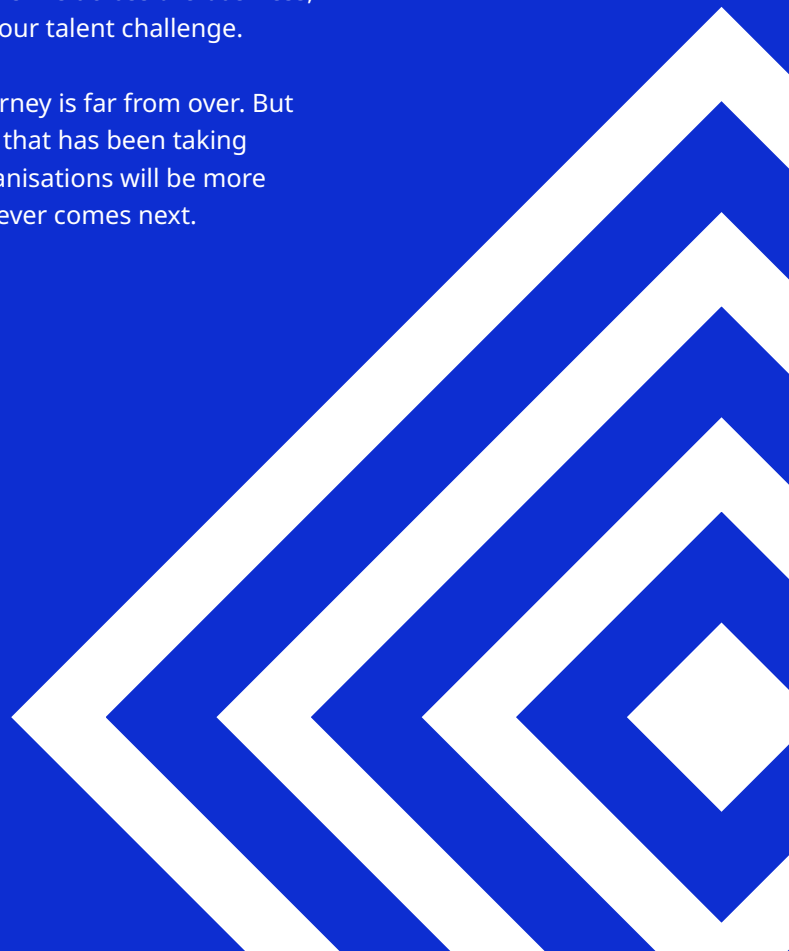 our talent challenge.
rney is far from over. But
that has been taking
anisations will be more
ever comes next.